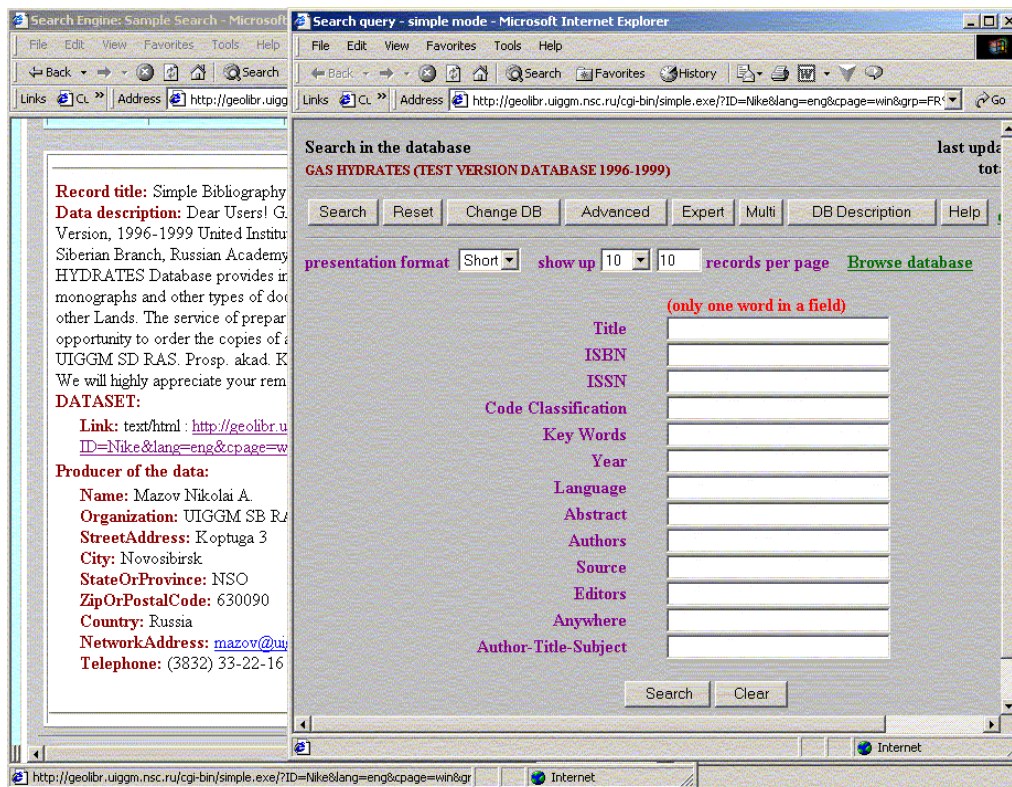 Search Engine: Sample Search - Microsoft
File Edit View Favorites Tools Help
Back Search
Links Address http://geolibr.uigg
Record title: Simple Bibliography
Data description: Dear Users! G
Version, 1996-1999 United Institu
Siberian Branch, Russian Academy
HYDRATES Database provides in
monographs and other types of doc
other Lands. The service of prepar
opportunity to order the copies of a
UIGGM SD RAS. Prosp. akad. K
We will highly appreciate your rem
DATASET:
Link: text/html : http://geolibr.u
ID=Nike&lang=eng&cpage=w
Producer of the data:
Name: Mazov Nikolai A.
Organization: UIGGM SB RA
StreetAddress: Koptuga 3
City: Novosibirsk
StateOrProvince: NSO
ZipOrPostalCode: 630090
Country: Russia
NetworkAddress: mazov@uig
Telephone: (3832) 33-22-16
http://geolibr.uiggm.nsc.ru/cgi-bin/simple.exe/?ID=Nike&lang=eng&cpage=win&gr Internet
Search query - simple mode - Microsoft Internet Explorer
File Edit View Favorites Tools Help
Back Search Favorites History
Links Address http://geolibr.uiggm.nsc.ru/cgi-bin/simple.exe/?ID=Nike&lang=eng&cpage=win&grp=FR Go
Search in the database last upda
GAS HYDRATES (TEST VERSION DATABASE 1996-1999) tot
Search Reset Change DB Advanced Expert Multi DB Description Help
presentation format Short show up 10 10 records per page Browse database
(only one word in a field)
Title
ISBN
ISSN
Code Classification
Key Words
Year
Language
Abstract
Authors
Source
Editors
Anywhere
Author-Title-Subject
Search Clear
Internet